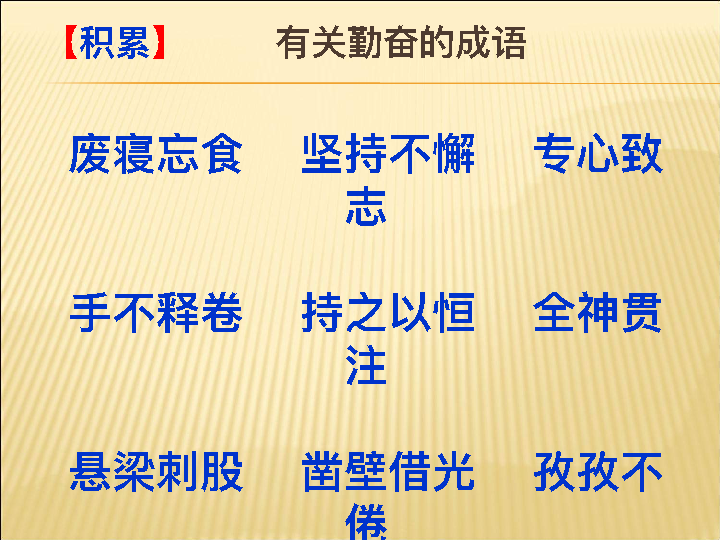 【积累】 有关勤奋的成语
废寝忘食 坚持不懈 专心致
志
手不释卷 持之以恒 全神贯
注
悬梁刺股 凿壁借光 孜孜不
倦